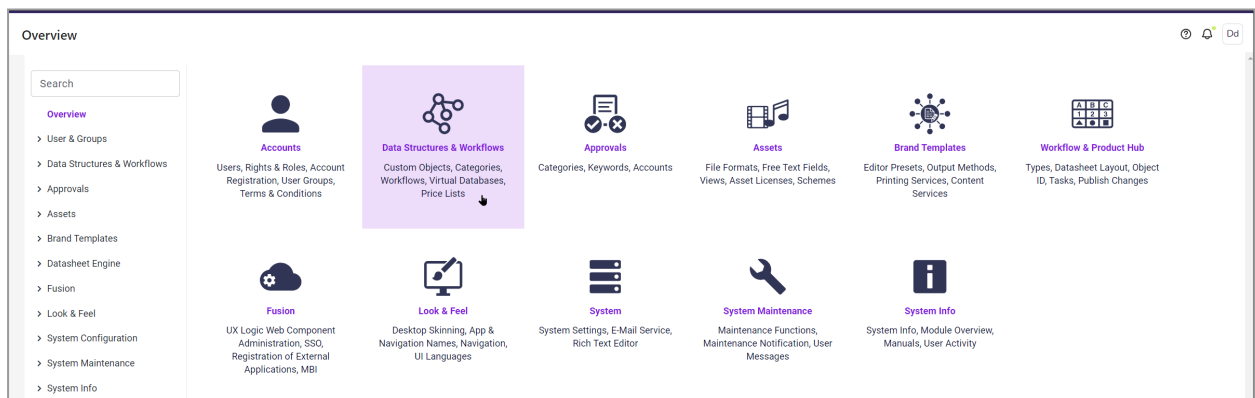 Overview
Dd
Search
Overview
User & Groups
Data Structures & Workflows
Approvals
Assets
Brand Templates
Datasheet Engine
Fusion
Look & Feel
System Configuration
System Maintenance
System Info
Accounts
Users, Rights & Roles, Account
Registration, User Groups,
Terms & Conditions
Data Structures & Workflows
Custom Objects, Categories,
Workflows, Virtual Databases,
Price Lists
Approvals
Categories, Keywords, Accounts
Assets
File Formats, Free Text Fields,
Views, Asset Licenses, Schemes
Brand Templates
Editor Presets, Output Methods,
Printing Services, Content
Services
A B C
1 2 3
Workflow & Product Hub
Types, Datasheet Layout, Object
ID, Tasks, Publish Changes
Fusion
UX Logic Web Component
Administration, SSO,
Registration of External
Applications, MBI
Look & Feel
Desktop Skinning, App &
Navigation Names, Navigation,
UI Languages
System
System Settings, E-Mail Service,
Rich Text Editor
System Maintenance
Maintenance Functions,
Maintenance Notification, User
Messages
System Info
System Info, Module Overview,
Manuals, User Activity